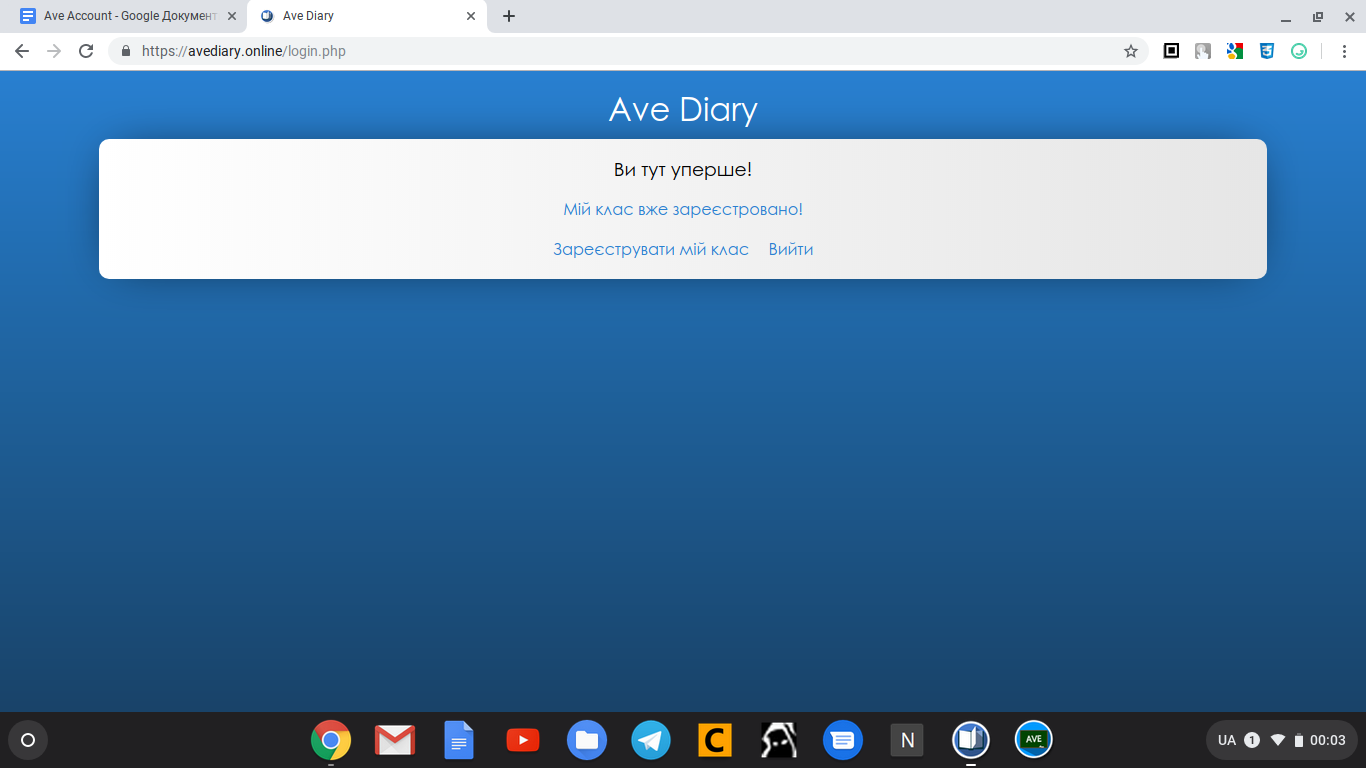 Ave Account - Google Документ
Ave Diary
https://avediary.online/login.php
Ave Diary
Ви тут уперше!
Мій клас вже зареєстровано!
Зареєструвати мій клас Вийти
C
N
AVE
UA 1 00:03